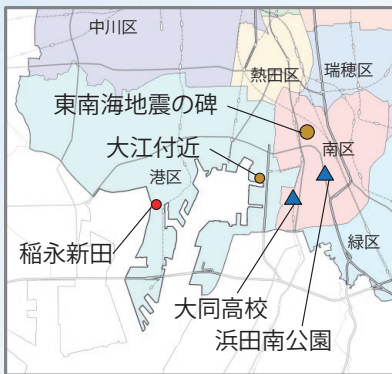 中川区
熱田区
瑞穂区
東南海地震の碑
大江付近
南区
港区
稲永新田
緑区
大同高校
浜田南公園